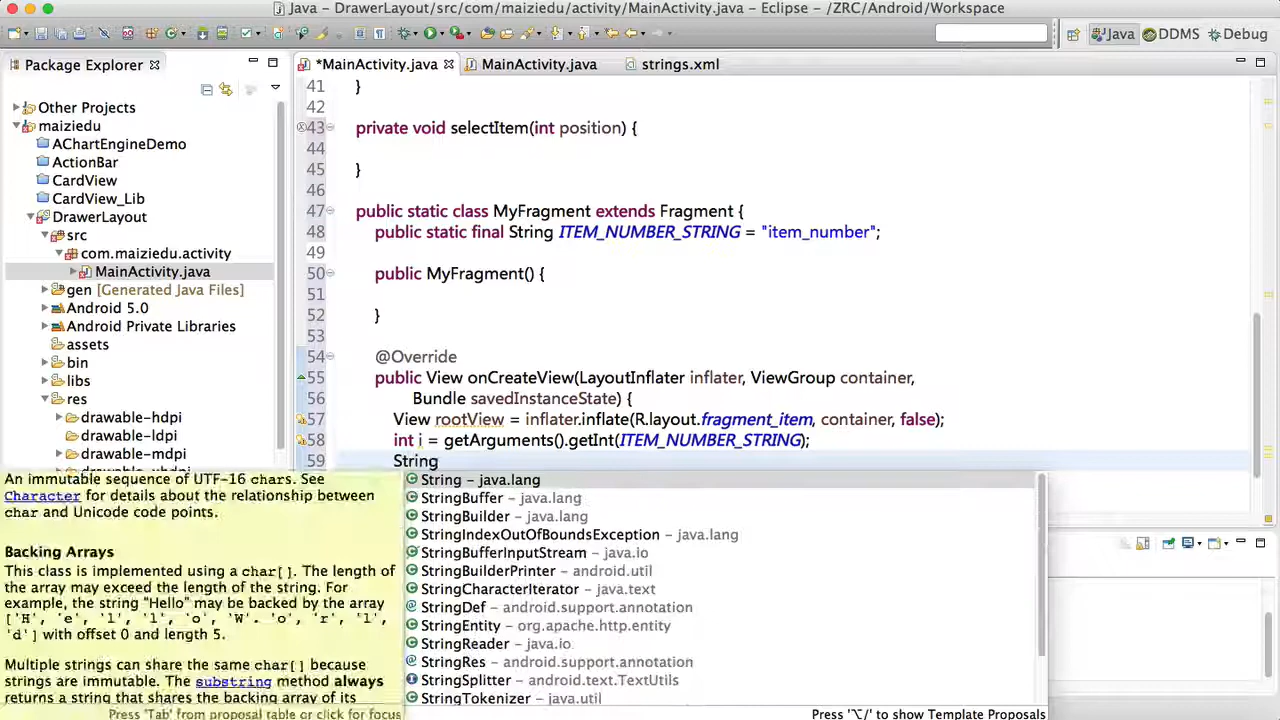 Java - DrawerLayout/src/com/maiziedu/activity/MainActivity.java - Eclipse - /ZRC/Android/Workspace
Java DDMS Debug
Package Explorer
*MainActivity.java MainActivity.java strings.xml
Other Projects
maiziedu
AChartEngineDemo
ActionBar
CardView
CardView_Lib
DrawerLayout
src
com.maiziedu.activity
MainActivity.java
gen [Generated Java Files]
Android 5.0
Android Private Libraries
assets
bin
libs
res
drawable-hdpi
drawable-ldpi
drawable-mdpi
41 }
42
43 private void selectItem(int position) {
44
45 }
46
47 public static class MyFragment extends Fragment {
48 public static final String ITEM_NUMBER_STRING = "item_number";
49
50 public MyFragment() {
51
52 }
53
54 @Override
55 public View onCreateView(LayoutInflater inflater, ViewGroup container,
56 Bundle savedInstanceState) {
57 View rootView = inflater.inflate(R.layout.fragment_item, container, false);
58 int i = getArguments().getInt(ITEM_NUMBER_STRING);
59 String
An immutable sequence of UTF-16 chars. See
Character for details about the relationship between
char and Unicode code points.
Backing Arrays
This class is implemented using a char[]. The length of
the array may exceed the length of the string. For
example, the string "Hello" may be backed by the array
['H', 'e', 'l', 'l', 'o', 'W'. 'o', 'r', 'l',
'd'] with offset 0 and length 5.
Multiple strings can share the same char[] because
strings are immutable. The substring method always
returns a string that shares the backing array of its
Press 'Tab' from proposal table or click for focus
String - java.lang
StringBuffer - java.lang
StringBuilder - java.lang
StringIndexOutOfBoundsException - java.lang
StringBufferInputStream - java.io
StringBuilderPrinter - android.util
StringCharacterIterator - java.text
StringDef - android.support.annotation
StringEntity - org.apache.http.entity
StringReader - java.io
StringRes - android.support.annotation
StringSplitter - android.text.TextUtils
StringTokenizer - java.util
Press '⌥/' to show Template Proposals